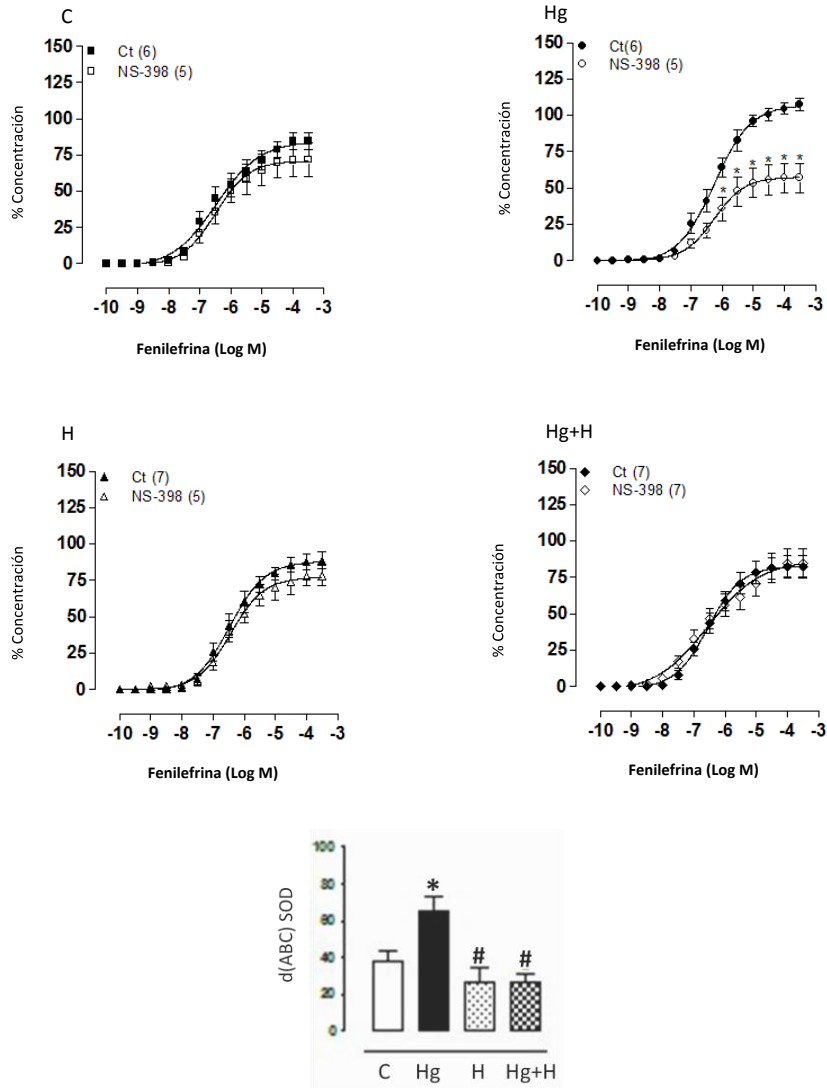 C
150
125
100
75
50
25
0
% Concentración
Ct (6)
NS-398 (5)
-10 -9 -8 -7 -6 -5 -4 -3
Fenilefrina (Log M)
Hg
150
125
100
75
50
25
0
% Concentración
Ct(6)
NS-398 (5)
* * * * * *
-10 -9 -8 -7 -6 -5 -4 -3
Fenilefrina (Log M)
H
150
125
100
75
50
25
0
% Concentración
Ct (7)
NS-398 (5)
-10 -9 -8 -7 -6 -5 -4 -3
Fenilefrina (Log M)
Hg+H
150
125
100
75
50
25
0
% Concentración
Ct (7)
NS-398 (7)
-10 -9 -8 -7 -6 -5 -4 -3
Fenilefrina (Log M)
100
80
60
40
20
0
d(ABC) SOD
* # #
C Hg H Hg+H